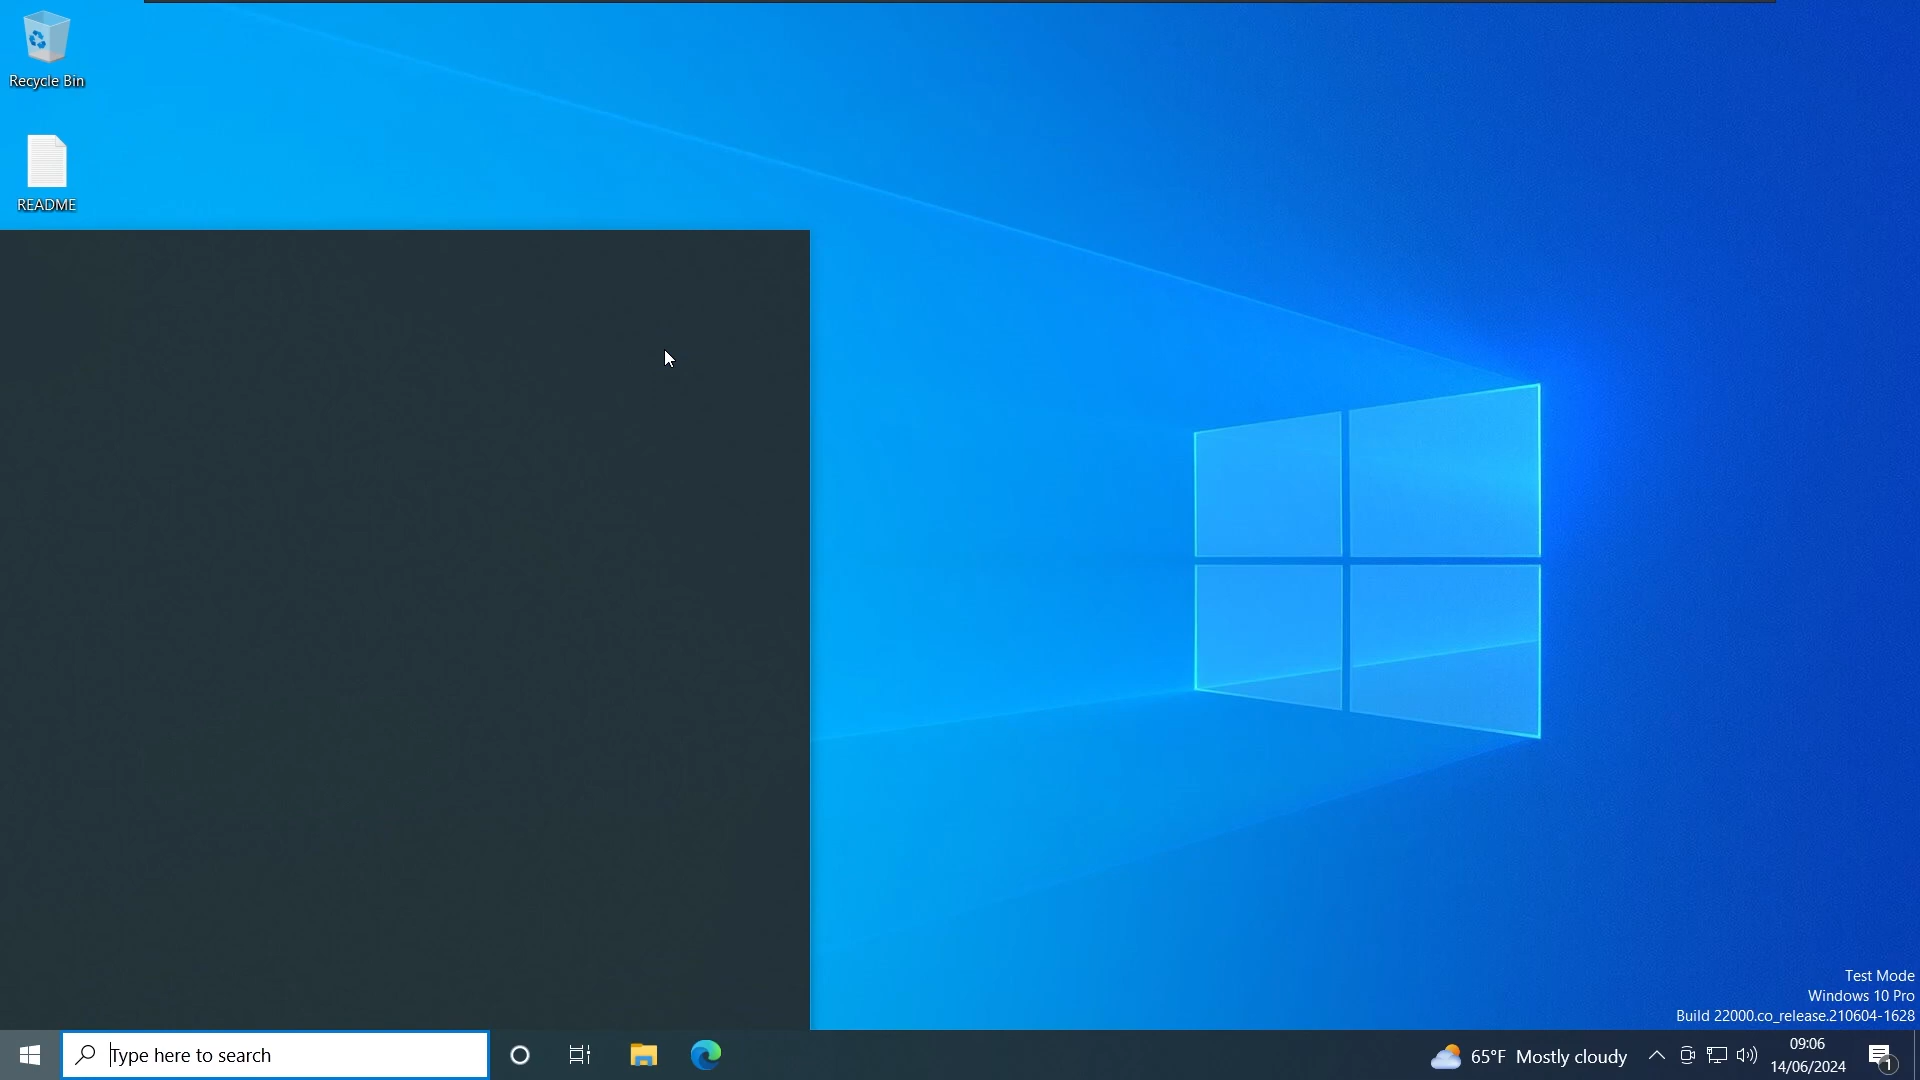 Recycle Bin
README
Test Mode
Windows 10 Pro
Build 22000.co_release.210604-1628
Type here to search
65°F Mostly cloudy
09:06
14/06/2024
1